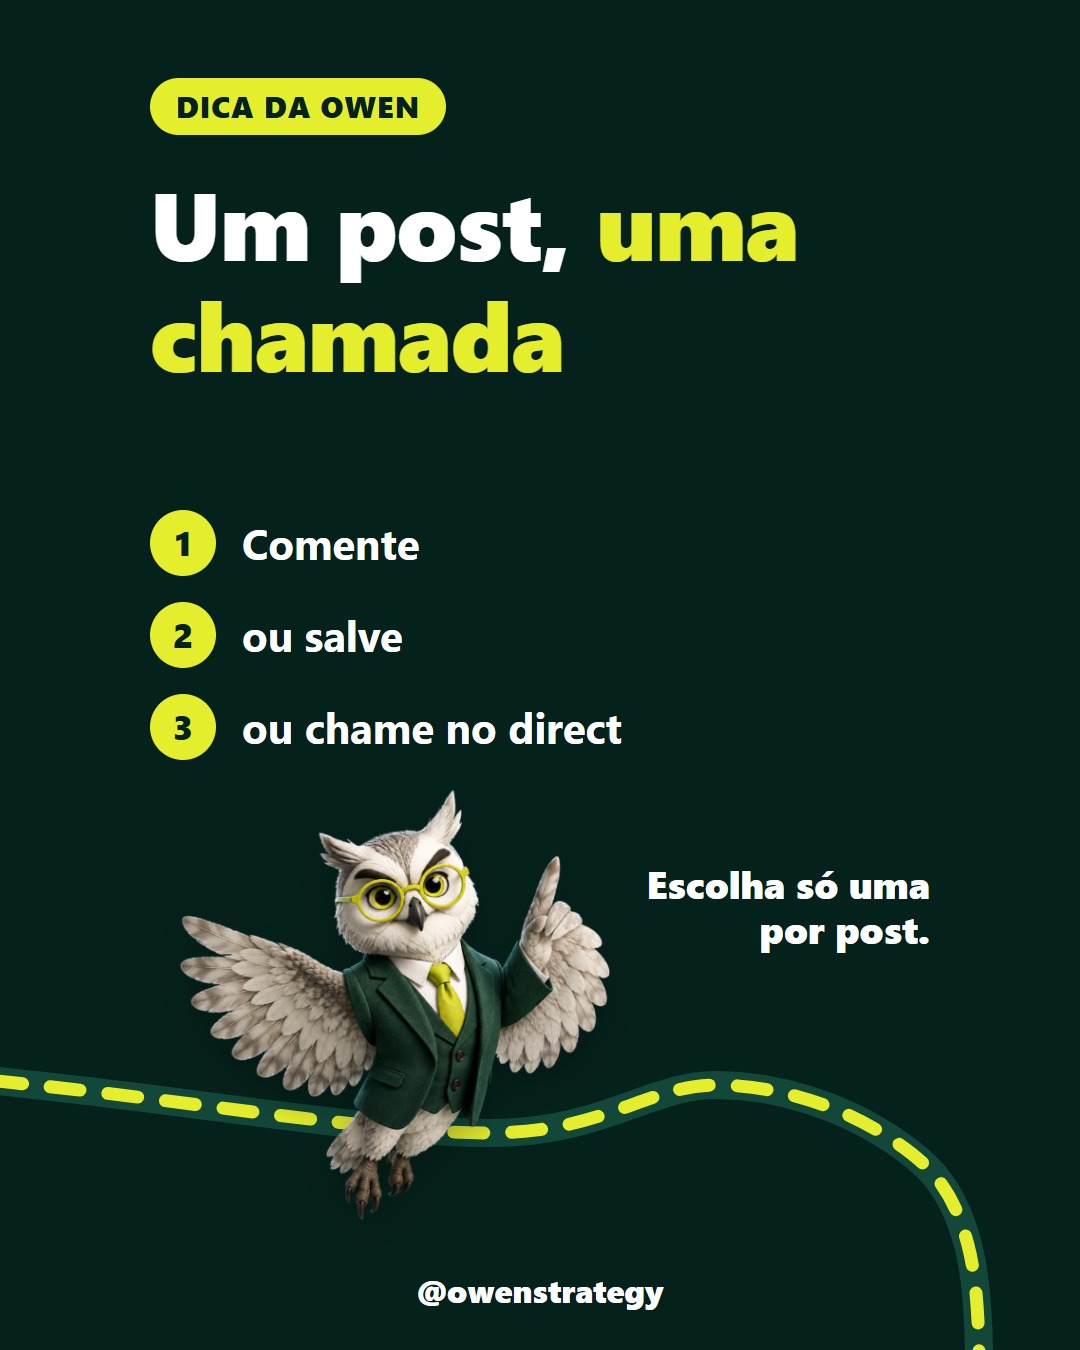 DICA DA OWEN
Um post, uma
chamada
1 Comente
2 ou salve
3 ou chame no direct
Escolha só uma
por post.
@owenstrategy